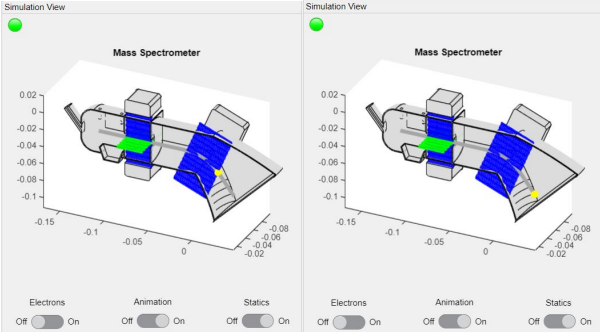 Simulation View
Mass Spectrometer
0.02
0
-0.02
-0.04
-0.06
-0.08
-0.1
-0.15
-0.1
-0.05
0
-0.08
-0.06
-0.04
-0.02
Electrons
Animation
Statics
Off On
Off On
Off On
Simulation View
Mass Spectrometer
0.02
0
-0.02
-0.04
-0.06
-0.08
-0.1
-0.15
-0.1
-0.05
0
-0.08
-0.06
-0.04
-0.02
Electrons
Animation
Statics
Off On
Off On
Off On